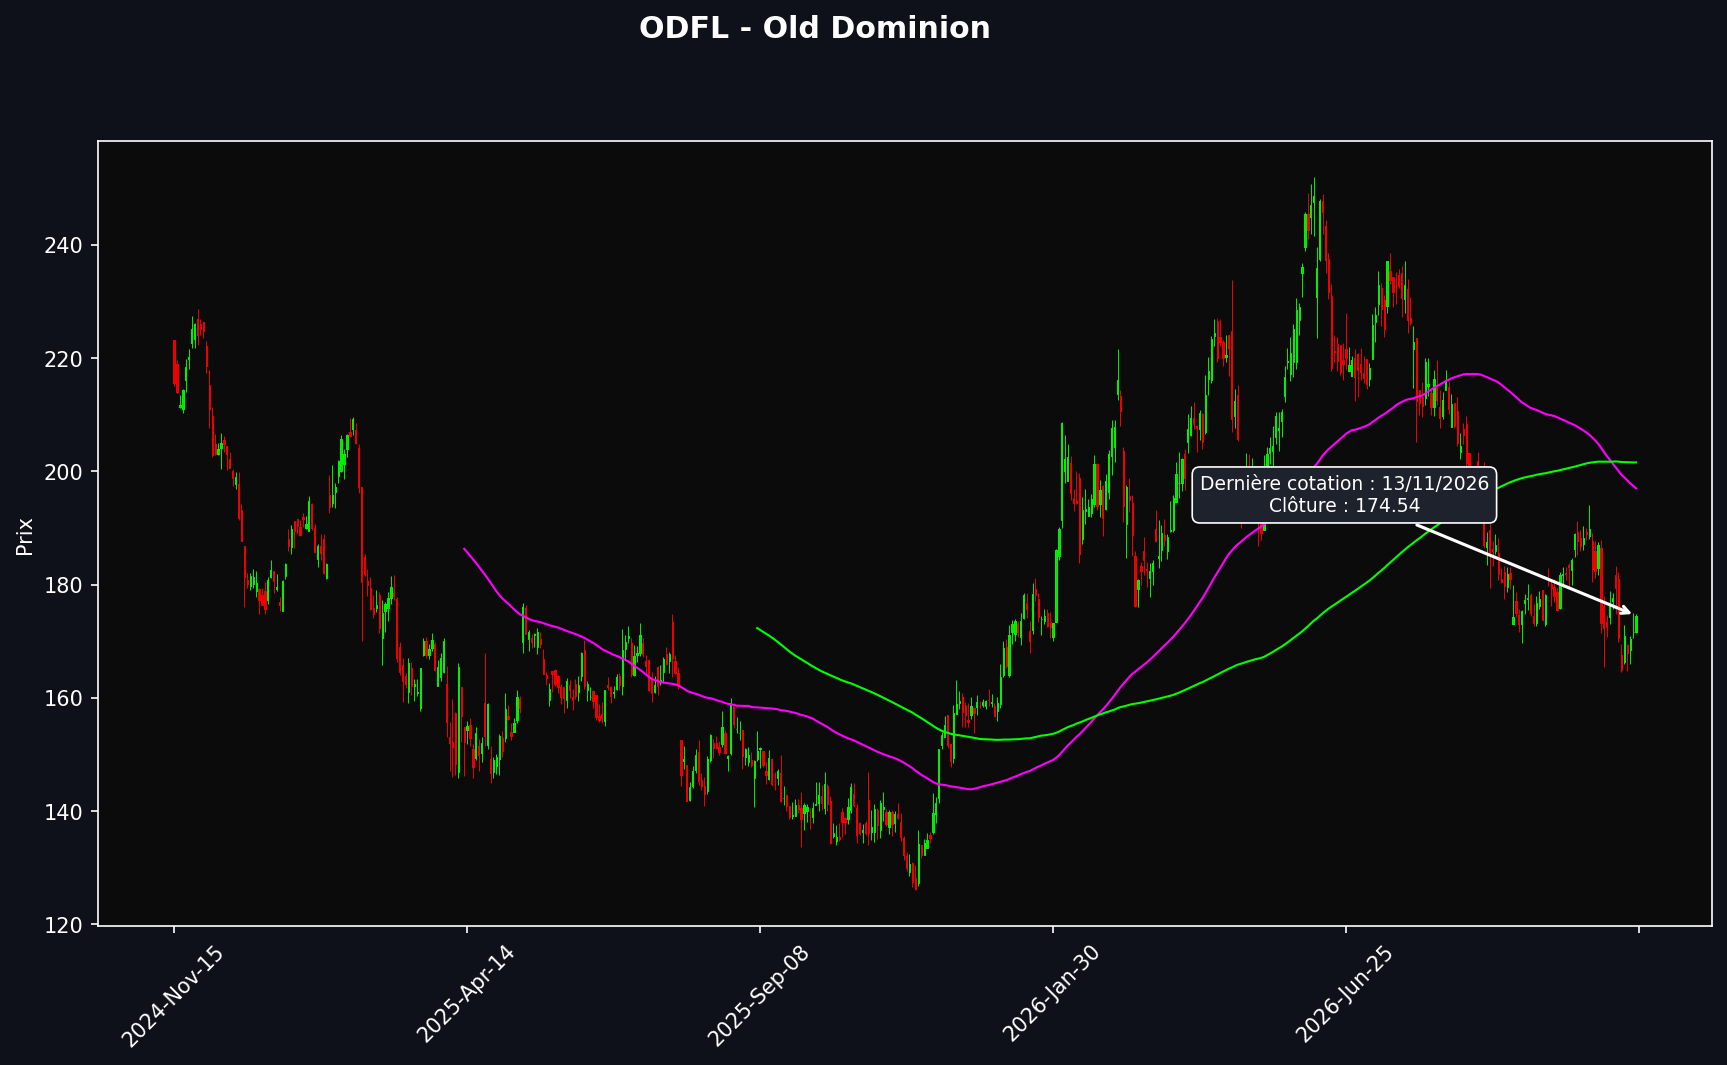 ODFL - Old Dominion
Prix
240
220
200
180
160
140
120
Dernière cotation : 13/11/2026
Clôture : 174.54
2024-Nov-15
2025-Apr-14
2025-Sep-08
2026-Jan-30
2026-Jun-25